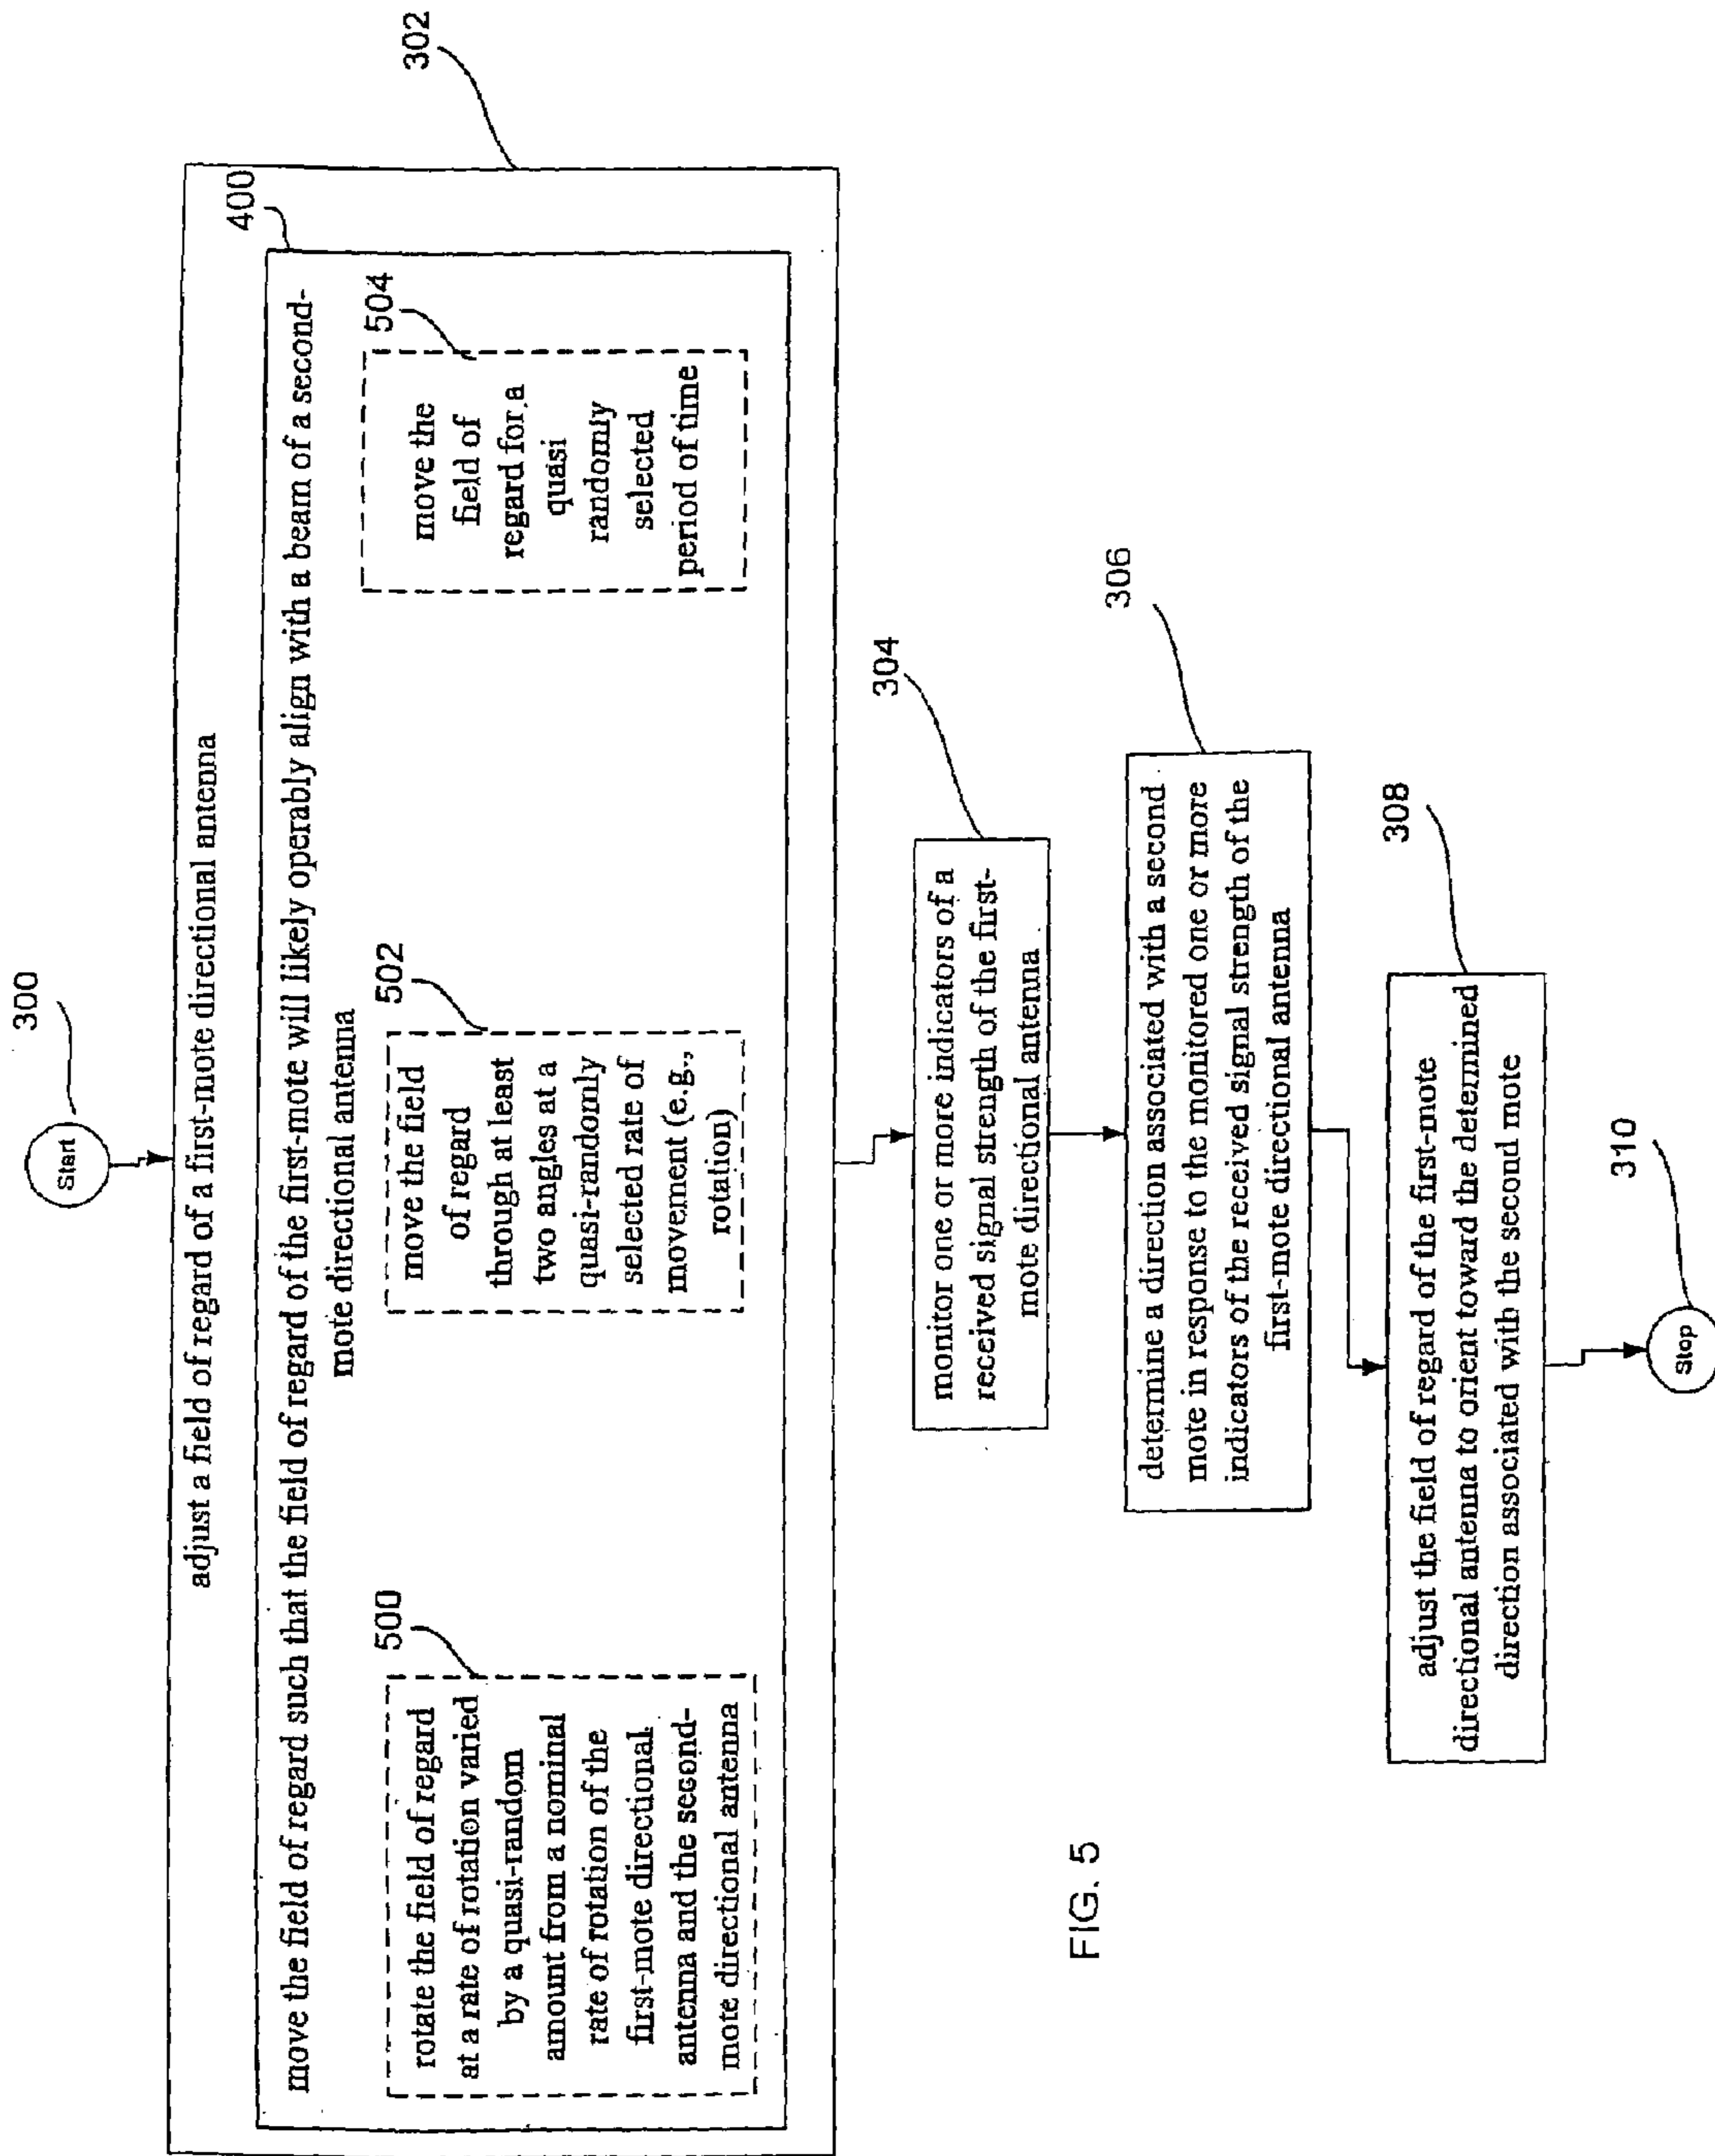 300
Start
302
adjust a field of regard of a first-mote directional antenna
400
move the field of regard such that the field of regard of the first-mote will likely operably align with a beam of a second-
mote directional antenna
500
rotate the field of regard
at a rate of rotation varied
by a quasi-random
amount from a nominal
rate of rotation of the
first-mote directional
antenna and the second-
mote directional antenna
502
move the field
of regard
through at least
two angles at a
quasi-randomly
selected rate of
movement (e.g.,
rotation)
504
move the
field of
regard for a
quasi
randomly
selected
period of time
304
monitor one or more indicators of a
received signal strength of the first-
mote directional antenna
306
determine a direction associated with a second
mote in response to the monitored one or more
indicators of the received signal strength of the
first-mote directional antenna
308
adjust the field of regard of the first-mote
directional antenna to orient toward the determined
direction associated with the second mote
310
Stop
FIG. 5